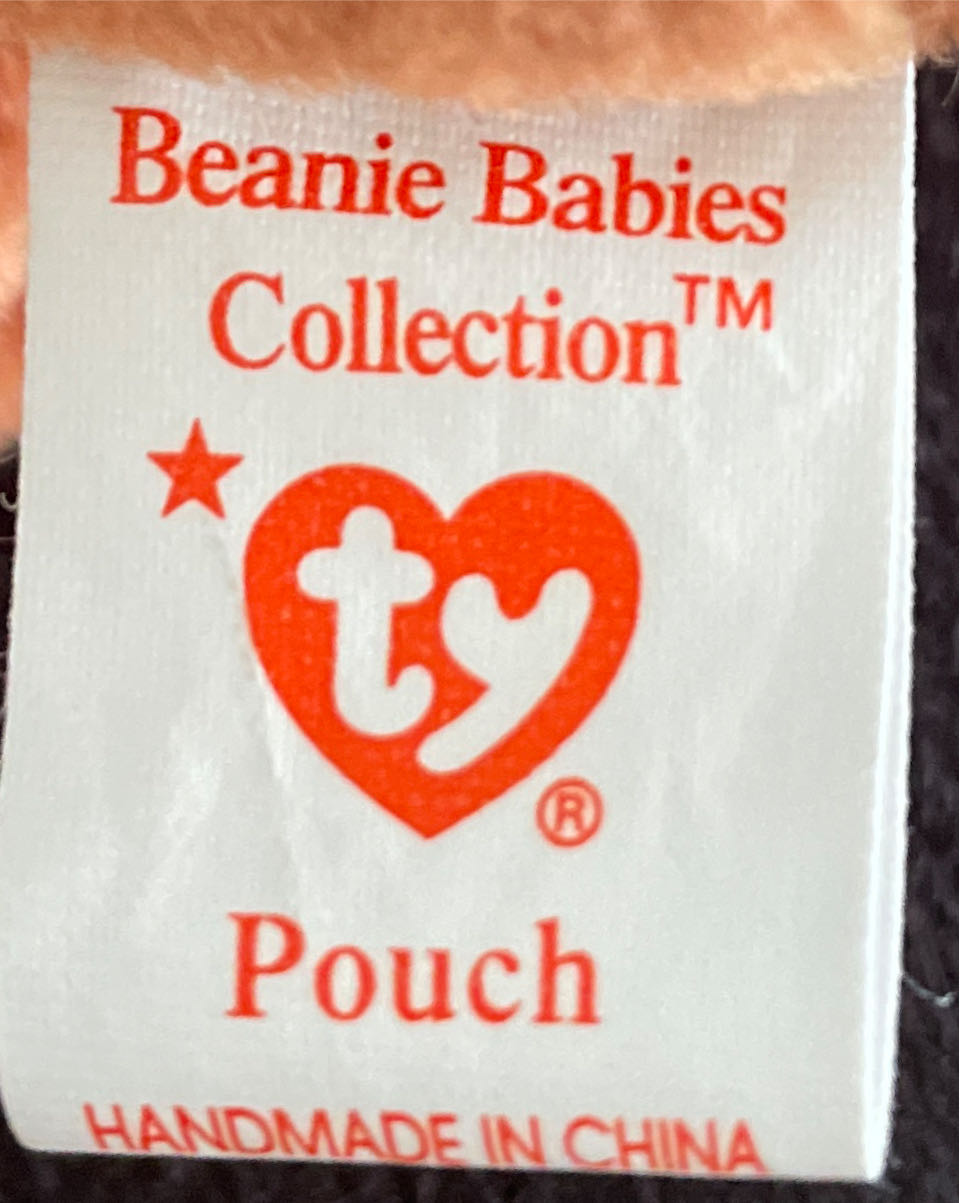 Beanie Babies
Collection™
ty®
Pouch
HANDMADE IN CHINA